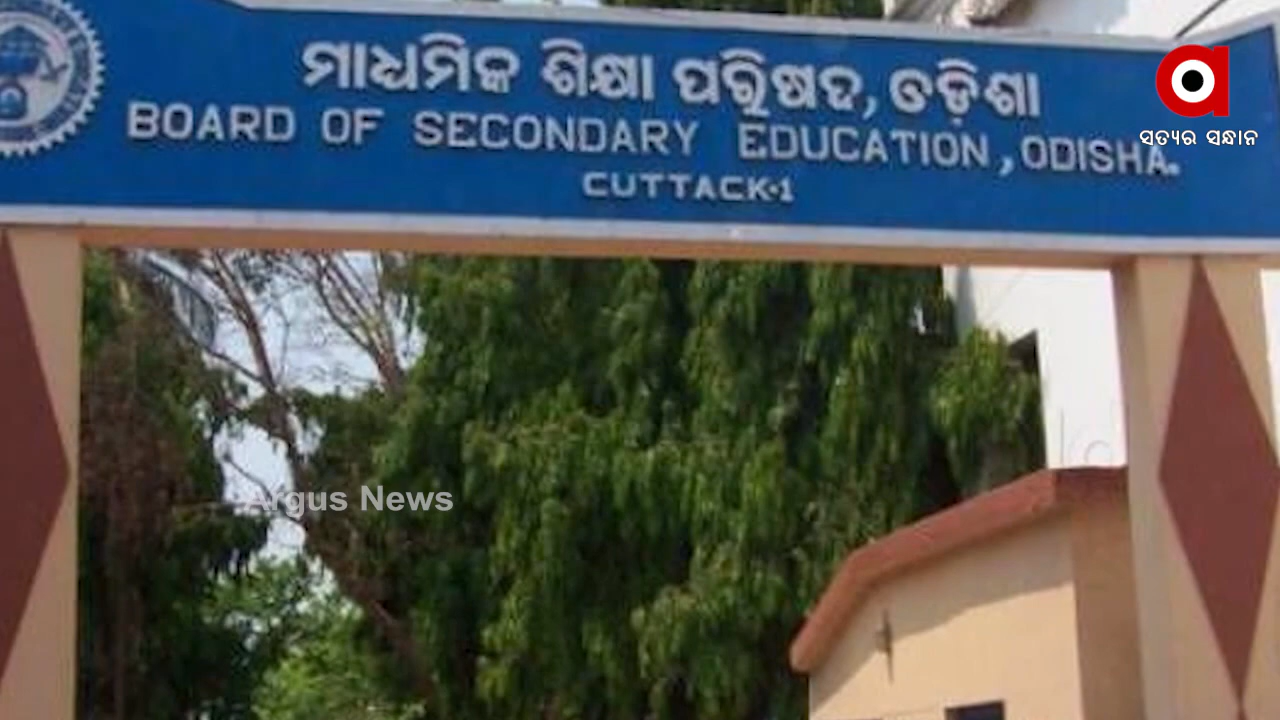 ମାଧ୍ୟମିକ ଶିକ୍ଷା ପରିଷଦ, ଓଡ଼ିଶା
BOARD OF SECONDARY EDUCATION, ODISHA.
CUTTACK-1
ସତ୍ୟର ସନ୍ଧାନ
Argus News